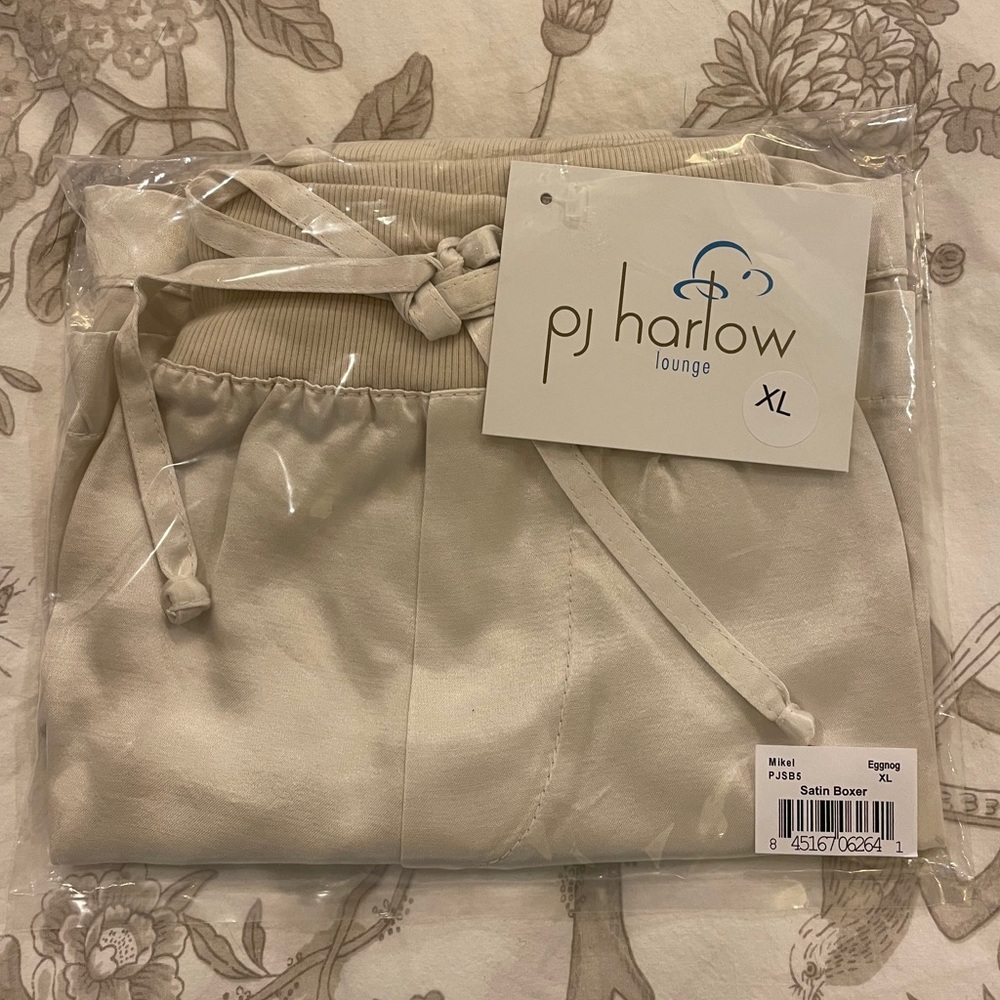 pj harlow
lounge
XL
Mikel Eggnog
PJSB5 XL
Satin Boxer
8 45167 06264 1